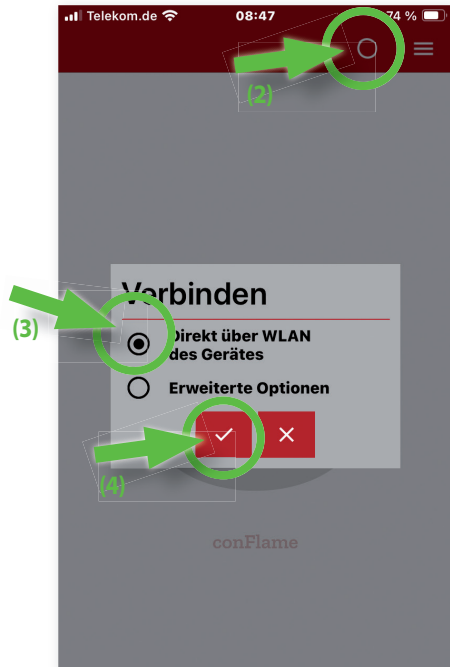 Telekom.de 08:47 74 %
(2)
Verbinden
(3)
Direkt über WLAN
des Gerätes
Erweiterte Optionen
(4)
conFlame